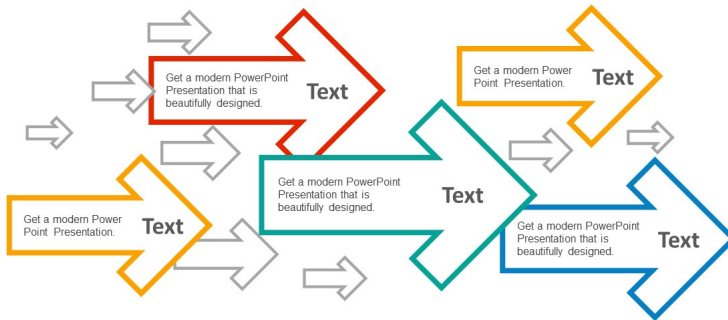 Get a modern PowerPoint
Presentation that is
beautifully designed.
Text
Get a modern Power
Point Presentation.
Text
Get a modern PowerPoint
Presentation that is
beautifully designed.
Text
Get a modern Power
Point Presentation.
Text
Get a modern PowerPoint
Presentation that is
beautifully designed.
Text